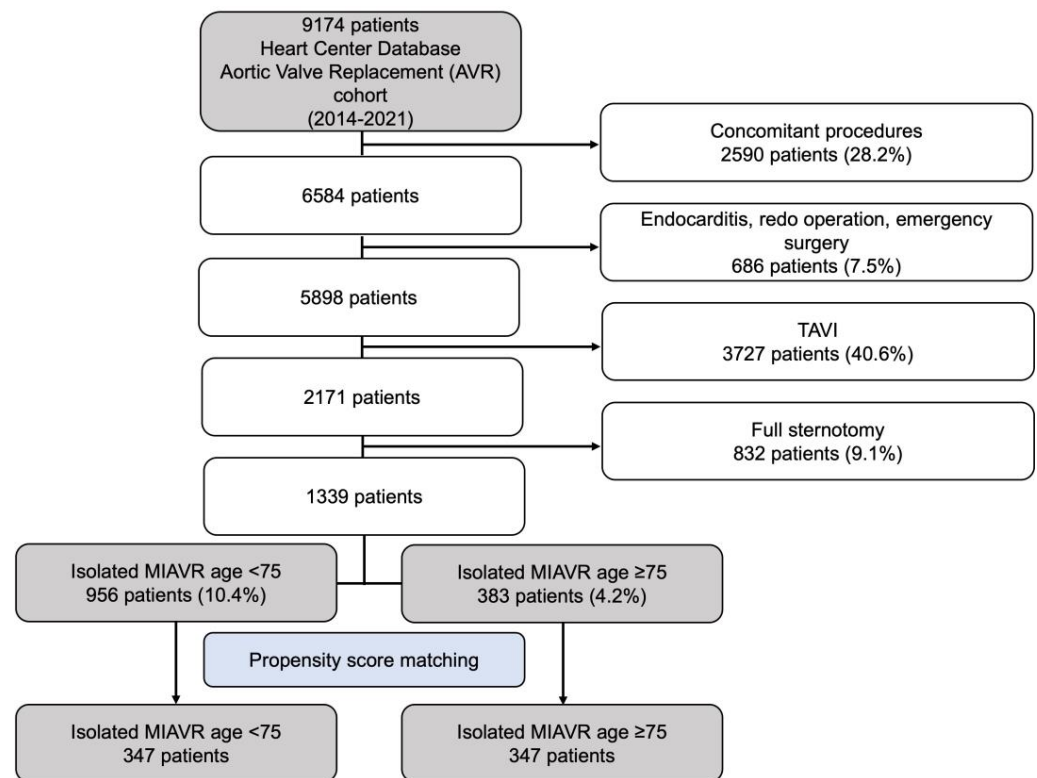 9174 patients
Heart Center Database
Aortic Valve Replacement (AVR)
cohort
(2014-2021)
Concomitant procedures
2590 patients (28.2%)
6584 patients
Endocarditis, redo operation, emergency
surgery
686 patients (7.5%)
5898 patients
TAVI
3727 patients (40.6%)
2171 patients
Full sternotomy
832 patients (9.1%)
1339 patients
Isolated MIAVR age <75
956 patients (10.4%)
Isolated MIAVR age ≥75
383 patients (4.2%)
Propensity score matching
Isolated MIAVR age <75
347 patients
Isolated MIAVR age ≥75
347 patients